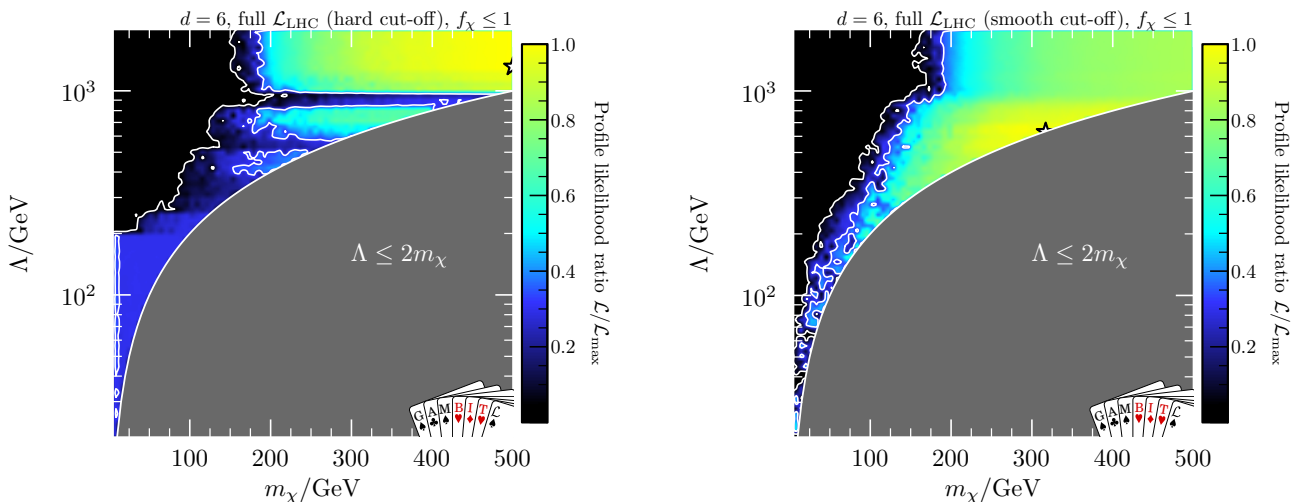 d = 6, full ℒ_LHC (hard cut-off), f_χ ≤ 1
10³
10²
Λ/GeV
Λ ≤ 2m_χ
G A M B I T ℒ
100 200 300 400 500
m_χ/GeV
1.0
0.8
0.6
0.4
0.2
Profile likelihood ratio ℒ/ℒ_max
d = 6, full ℒ_LHC (smooth cut-off), f_χ ≤ 1
10³
10²
Λ/GeV
Λ ≤ 2m_χ
G A M B I T ℒ
100 200 300 400 500
m_χ/GeV
1.0
0.8
0.6
0.4
0.2
Profile likelihood ratio ℒ/ℒ_max